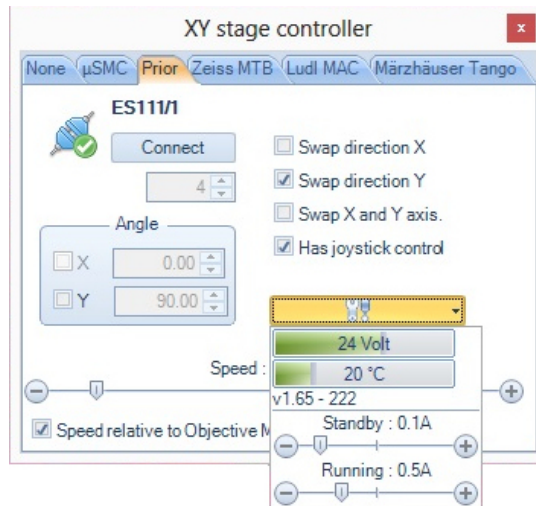 XY stage controller
x
None µSMC Prior Zeiss MTB Ludl MAC Märzhäuser Tango
ES111/1
Connect
4
Swap direction X
Swap direction Y
Swap X and Y axis.
Has joystick control
Angle
X 0.00
Y 90.00
24 Volt
20 °C
v1.65 - 222
Speed :
Speed relative to Objective M
Standby : 0.1A
Running : 0.5A